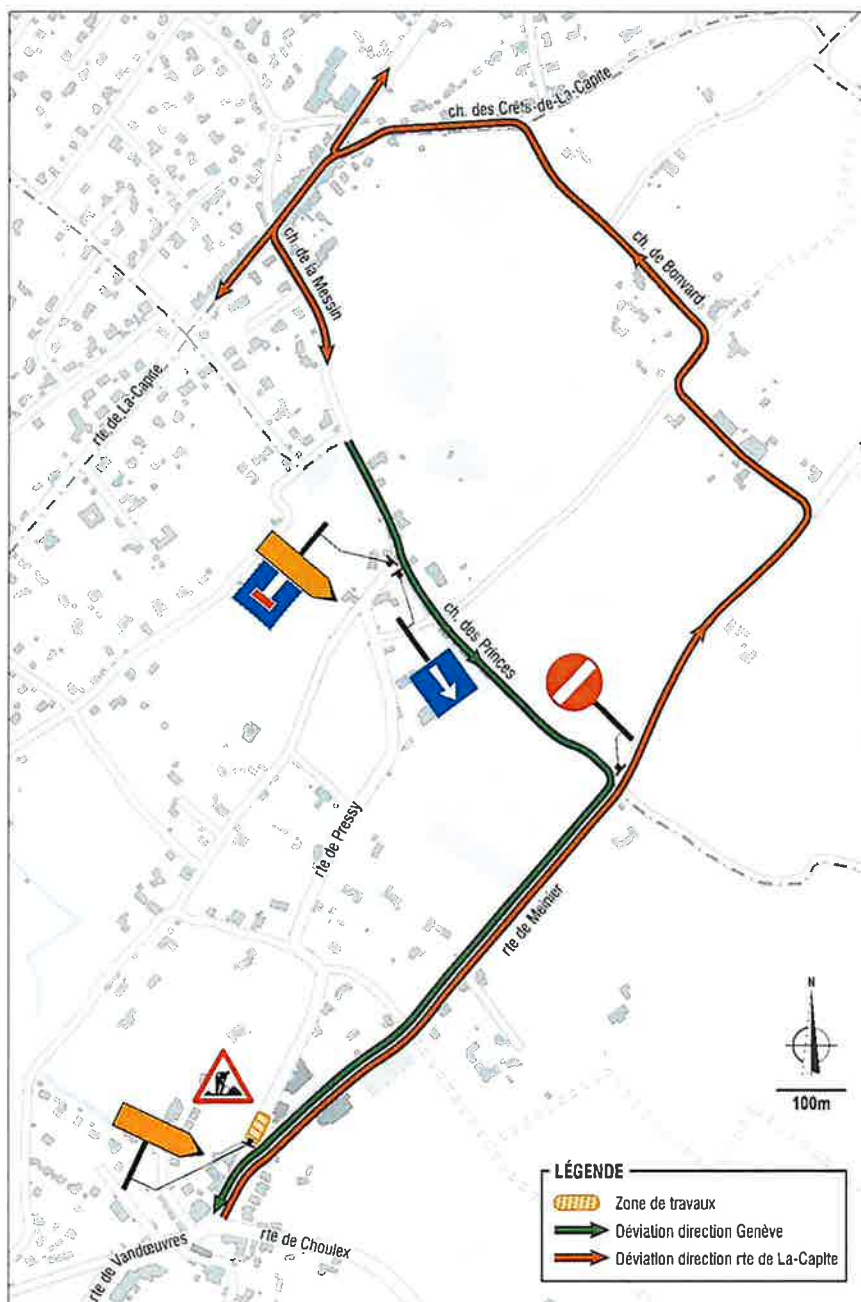 ch. des Crêts-de-La-Capite
ch. de la Messin
ch. de Bonvard
rte de La-Capite
ch. des Princes
rte de Pressy
rte de Meinier
N
100m
rte de Vandœuvres
rte de Choulex
LÉGENDE
Zone de travaux
Déviation direction Genève
Déviation direction rte de La-Capite